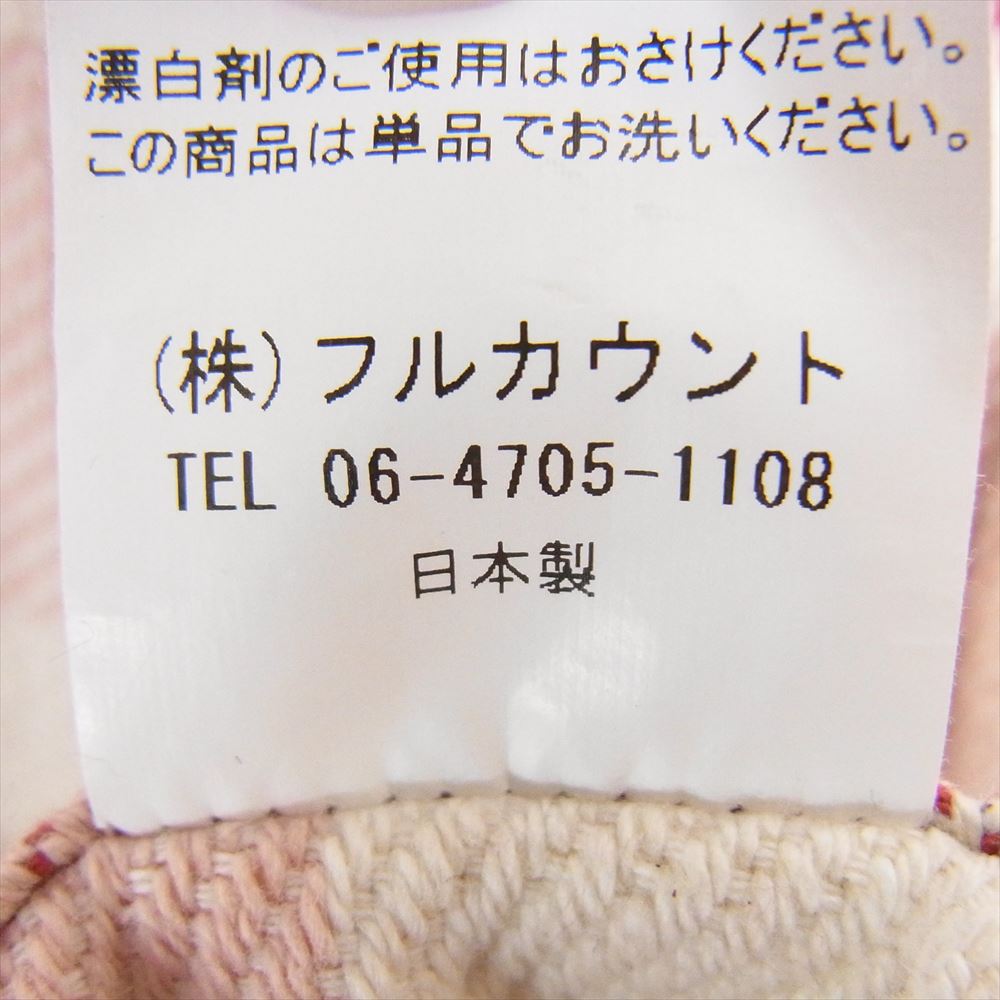 漂白剤のご使用はおさけください。
この商品は単品でお洗いください。
(株)フルカウント
TEL 06-4705-1108
日本製